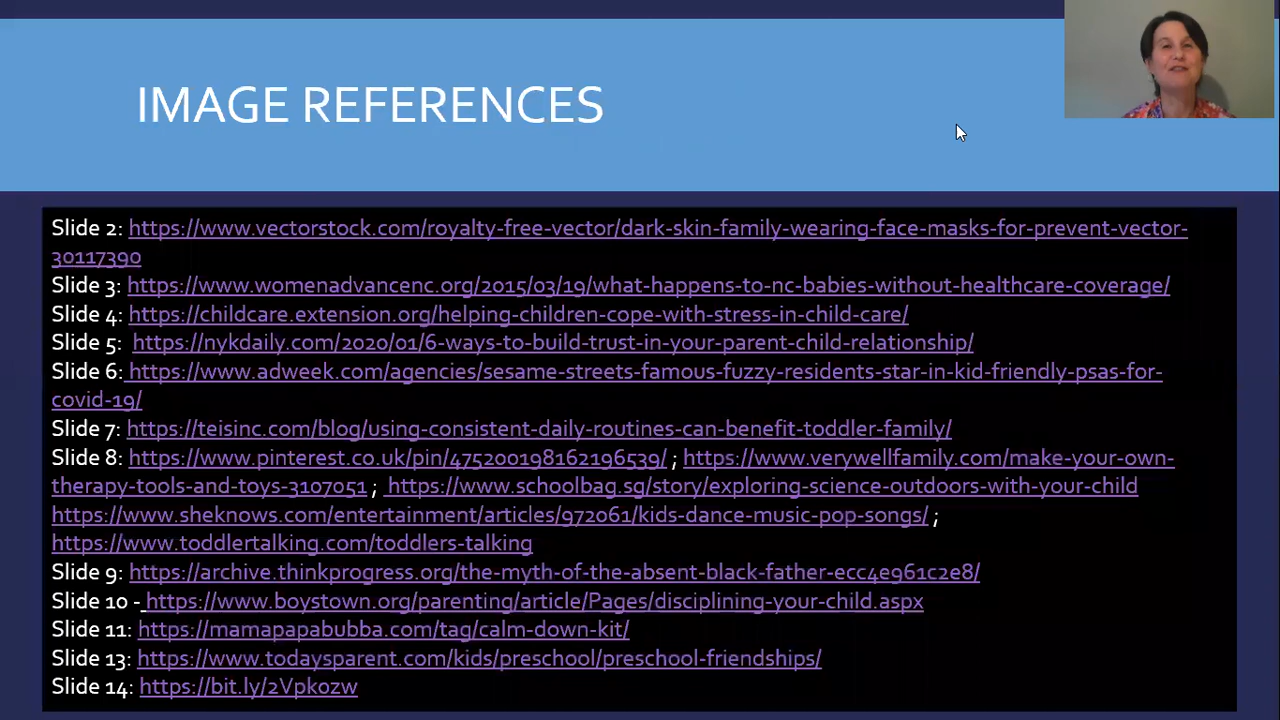 IMAGE REFERENCES
Slide 2: https://www.vectorstock.com/royalty-free-vector/dark-skin-family-wearing-face-masks-for-prevent-vector-
30117390
Slide 3: https://www.womenadvancenc.org/2015/03/19/what-happens-to-nc-babies-without-healthcare-coverage/
Slide 4: https://childcare.extension.org/helping-children-cope-with-stress-in-child-care/
Slide 5: https://nykdaily.com/2020/01/6-ways-to-build-trust-in-your-parent-child-relationship/
Slide 6: https://www.adweek.com/agencies/sesame-streets-famous-fuzzy-residents-star-in-kid-friendly-psas-for-
covid-19/
Slide 7: https://teisinc.com/blog/using-consistent-daily-routines-can-benefit-toddler-family/
Slide 8: https://www.pinterest.co.uk/pin/475200198162196539/ ; https://www.verywellfamily.com/make-your-own-
therapy-tools-and-toys-3107051 ; https://www.schoolbag.sg/story/exploring-science-outdoors-with-your-child
https://www.sheknows.com/entertainment/articles/972061/kids-dance-music-pop-songs/ ;
https://www.toddlertalking.com/toddlers-talking
Slide 9: https://archive.thinkprogress.org/the-myth-of-the-absent-black-father-ecc4e961c2e8/
Slide 10 - https://www.boystown.org/parenting/article/Pages/disciplining-your-child.aspx
Slide 11: https://mamapapabubba.com/tag/calm-down-kit/
Slide 13: https://www.todaysparent.com/kids/preschool/preschool-friendships/
Slide 14: https://bit.ly/2Vpkozw